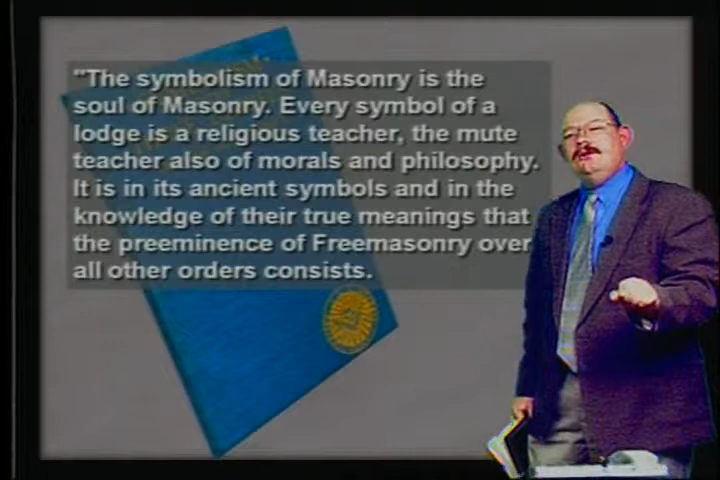 "The symbolism of Masonry is the
soul of Masonry. Every symbol of a
lodge is a religious teacher, the mute
teacher also of morals and philosophy.
It is in its ancient symbols and in the
knowledge of their true meanings that
the preeminence of Freemasonry over
all other orders consists.